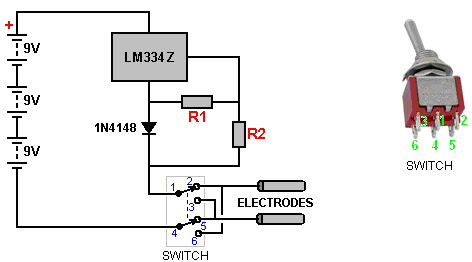 +
9V
9V
9V
LM334Z
R1
1N4148
R2
1 2
3
4 5
6
ELECTRODES
SWITCH
3 1 2
6 4 5
SWITCH